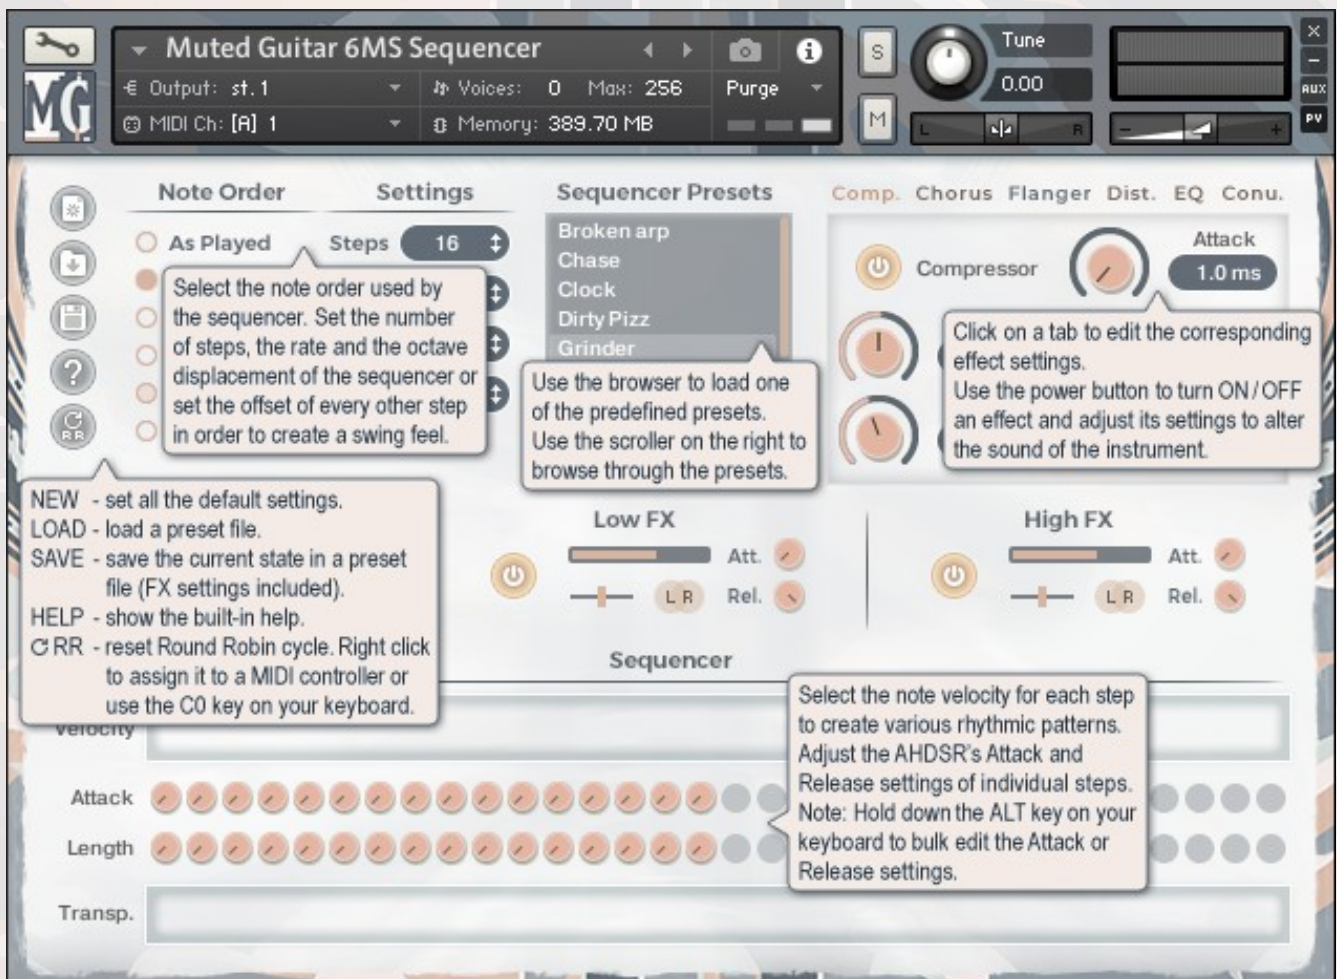 Muted Guitar 6MS Sequencer
Output: st.1
Voices: 0 Max: 256
Purge
MIDI Ch: [A] 1
Memory: 389.70 MB
S
M
Tune
0.00
L R
- +
×
-
AUX
PV
MG
Note Order
Settings
Sequencer Presets
Comp. Chorus Flanger Dist. EQ Conv.
As Played
Steps 16
Broken arp
Chase
Clock
Dirty Pizz
Grinder
Compressor
Attack
1.0 ms
?
RR
Select the note order used by
the sequencer. Set the number
of steps, the rate and the octave
displacement of the sequencer or
set the offset of every other step
in order to create a swing feel.
Use the browser to load one
of the predefined presets.
Use the scroller on the right to
browse through the presets.
Click on a tab to edit the corresponding
effect settings.
Use the power button to turn ON/OFF
an effect and adjust its settings to alter
the sound of the instrument.
NEW - set all the default settings.
LOAD - load a preset file.
SAVE - save the current state in a preset
file (FX settings included).
HELP - show the built-in help.
RR - reset Round Robin cycle. Right click
to assign it to a MIDI controller or
use the C0 key on your keyboard.
Low FX
Att.
L R
Rel.
High FX
Att.
L R
Rel.
Sequencer
Select the note velocity for each step
to create various rhythmic patterns.
Adjust the AHDSR's Attack and
Release settings of individual steps.
Note: Hold down the ALT key on your
keyboard to bulk edit the Attack or
Release settings.
Velocity
Attack
Length
Transp.